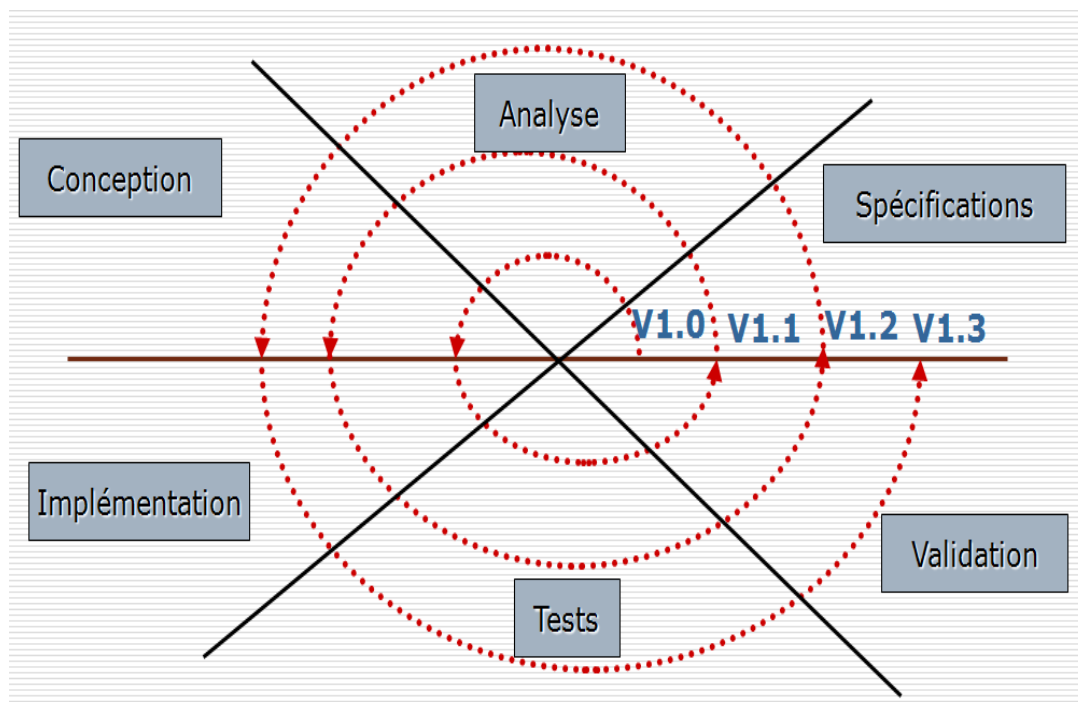 Analyse
Conception
Spécifications
V1.0 V1.1 V1.2 V1.3
Implémentation
Validation
Tests